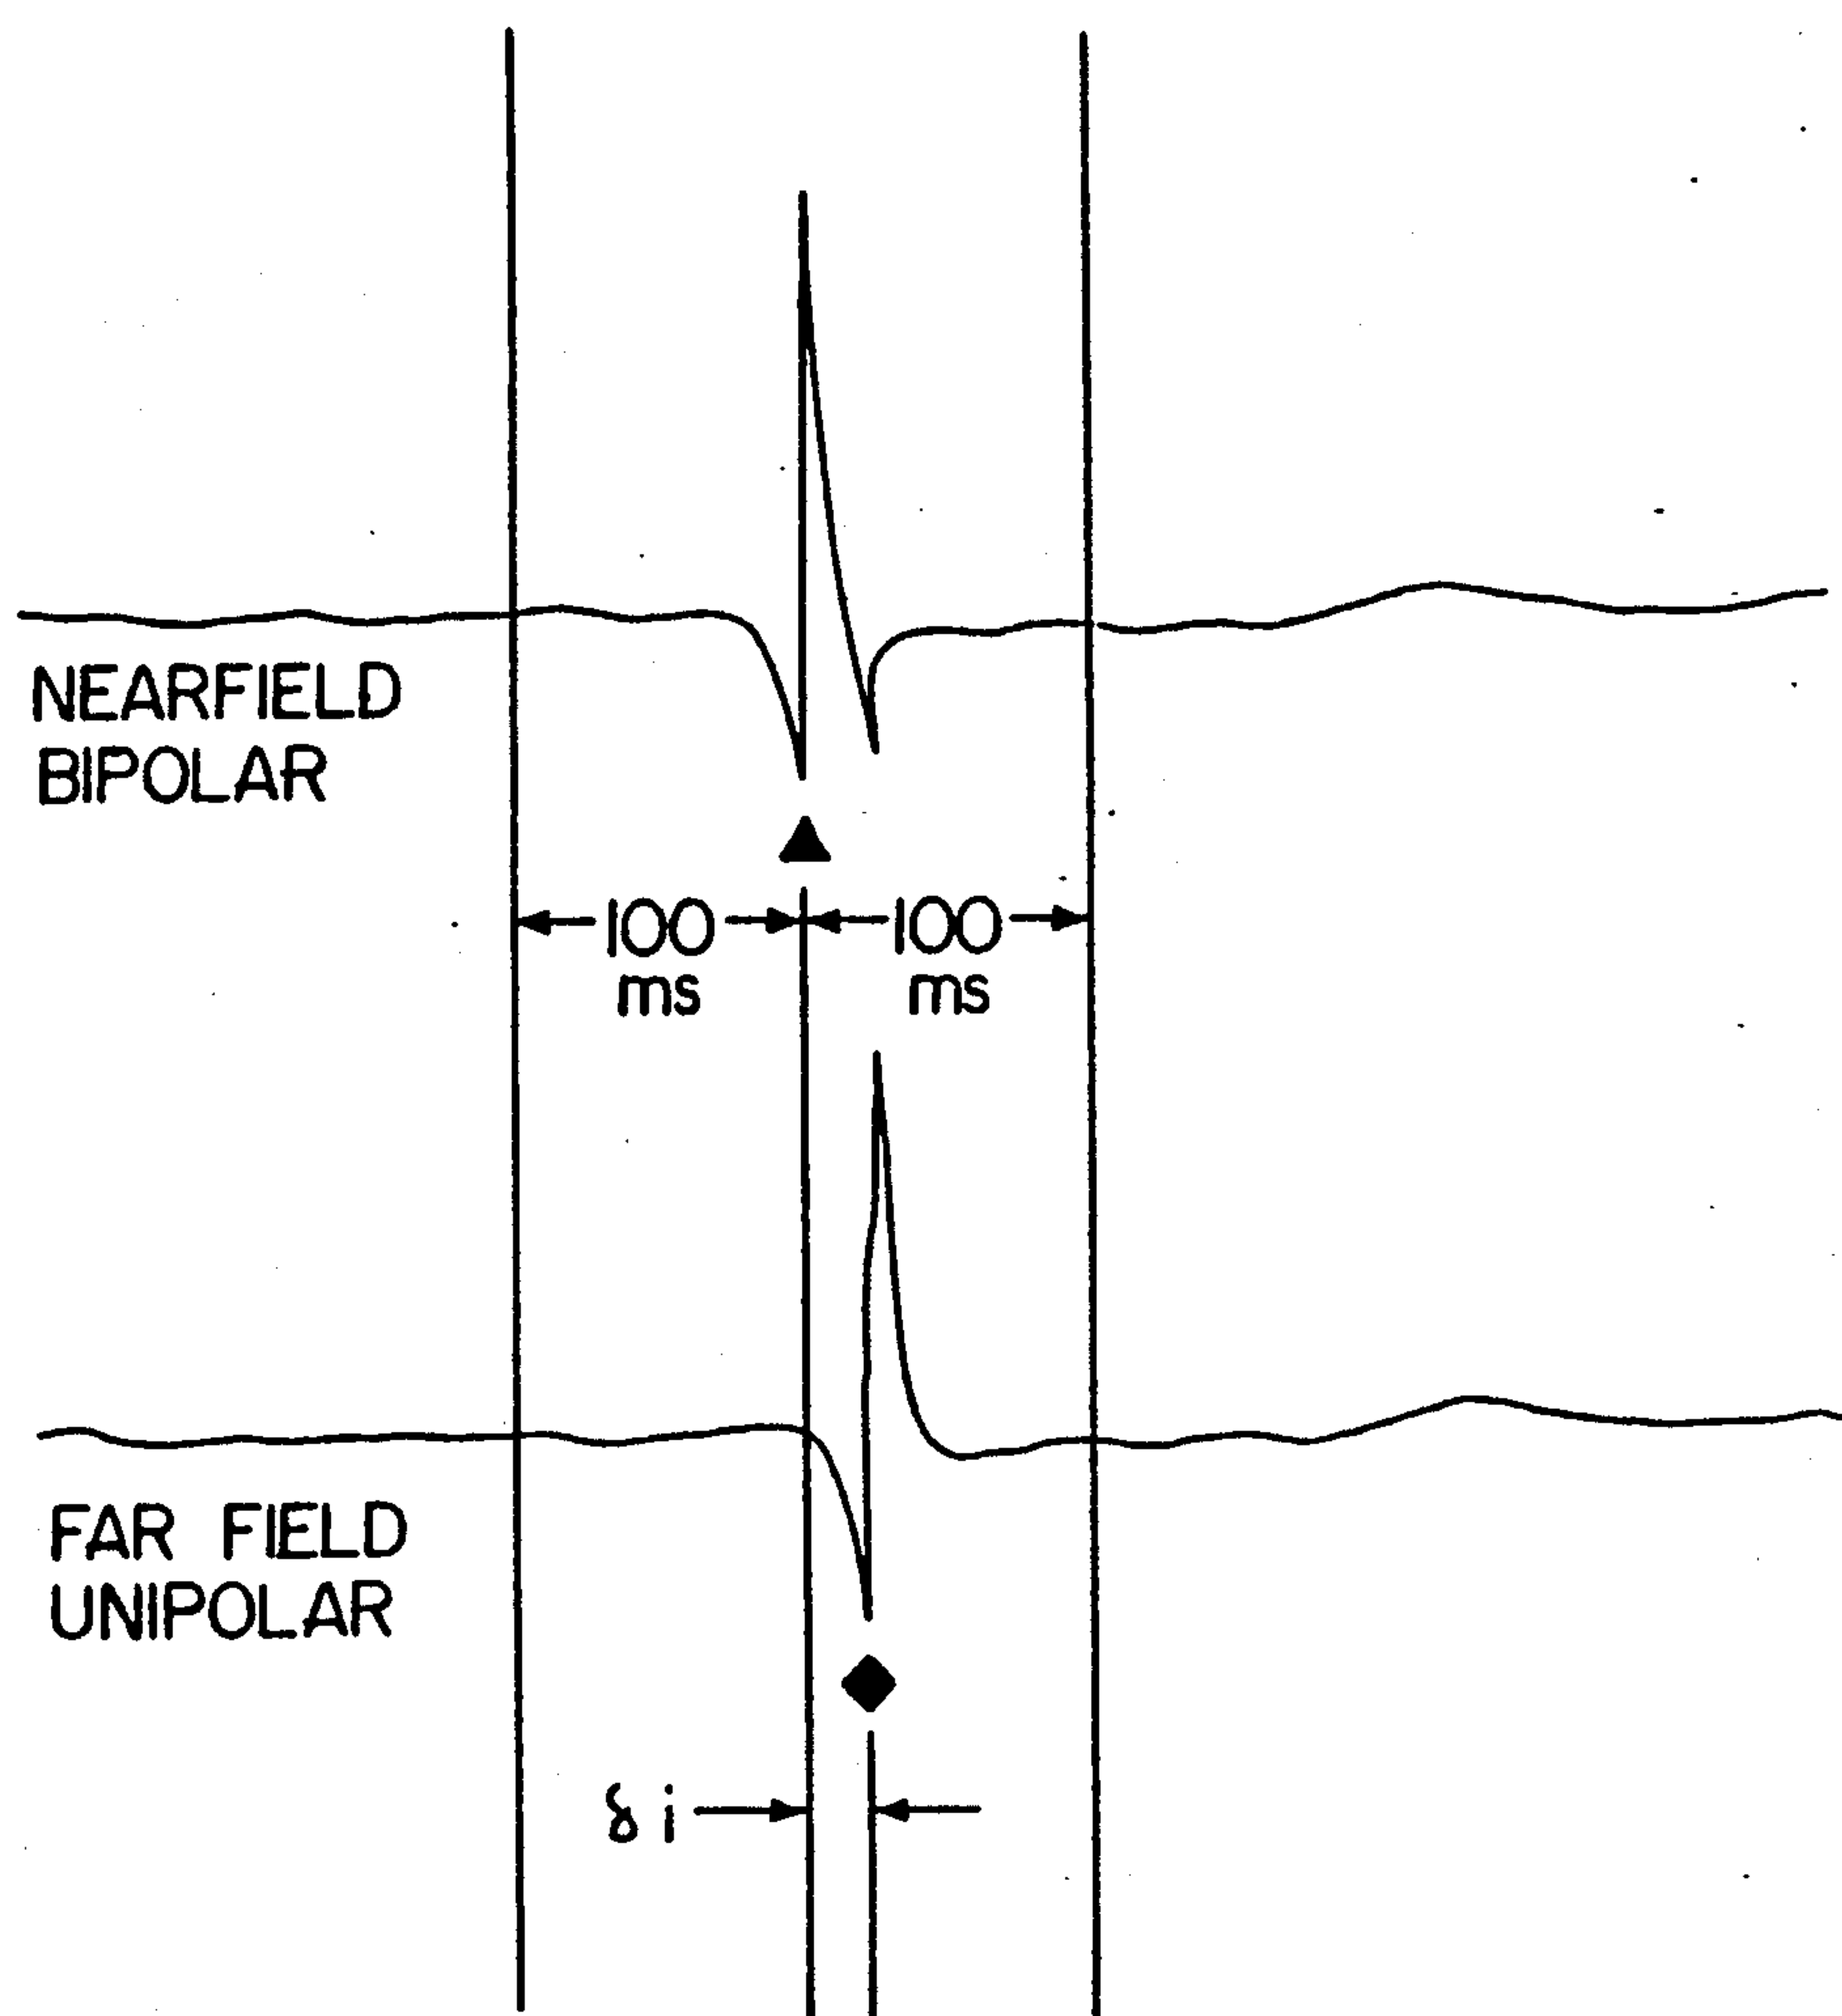 NEARFIELD
BIPOLAR
100 ms
100 ms
FAR FIELD
UNIPOLAR
δi